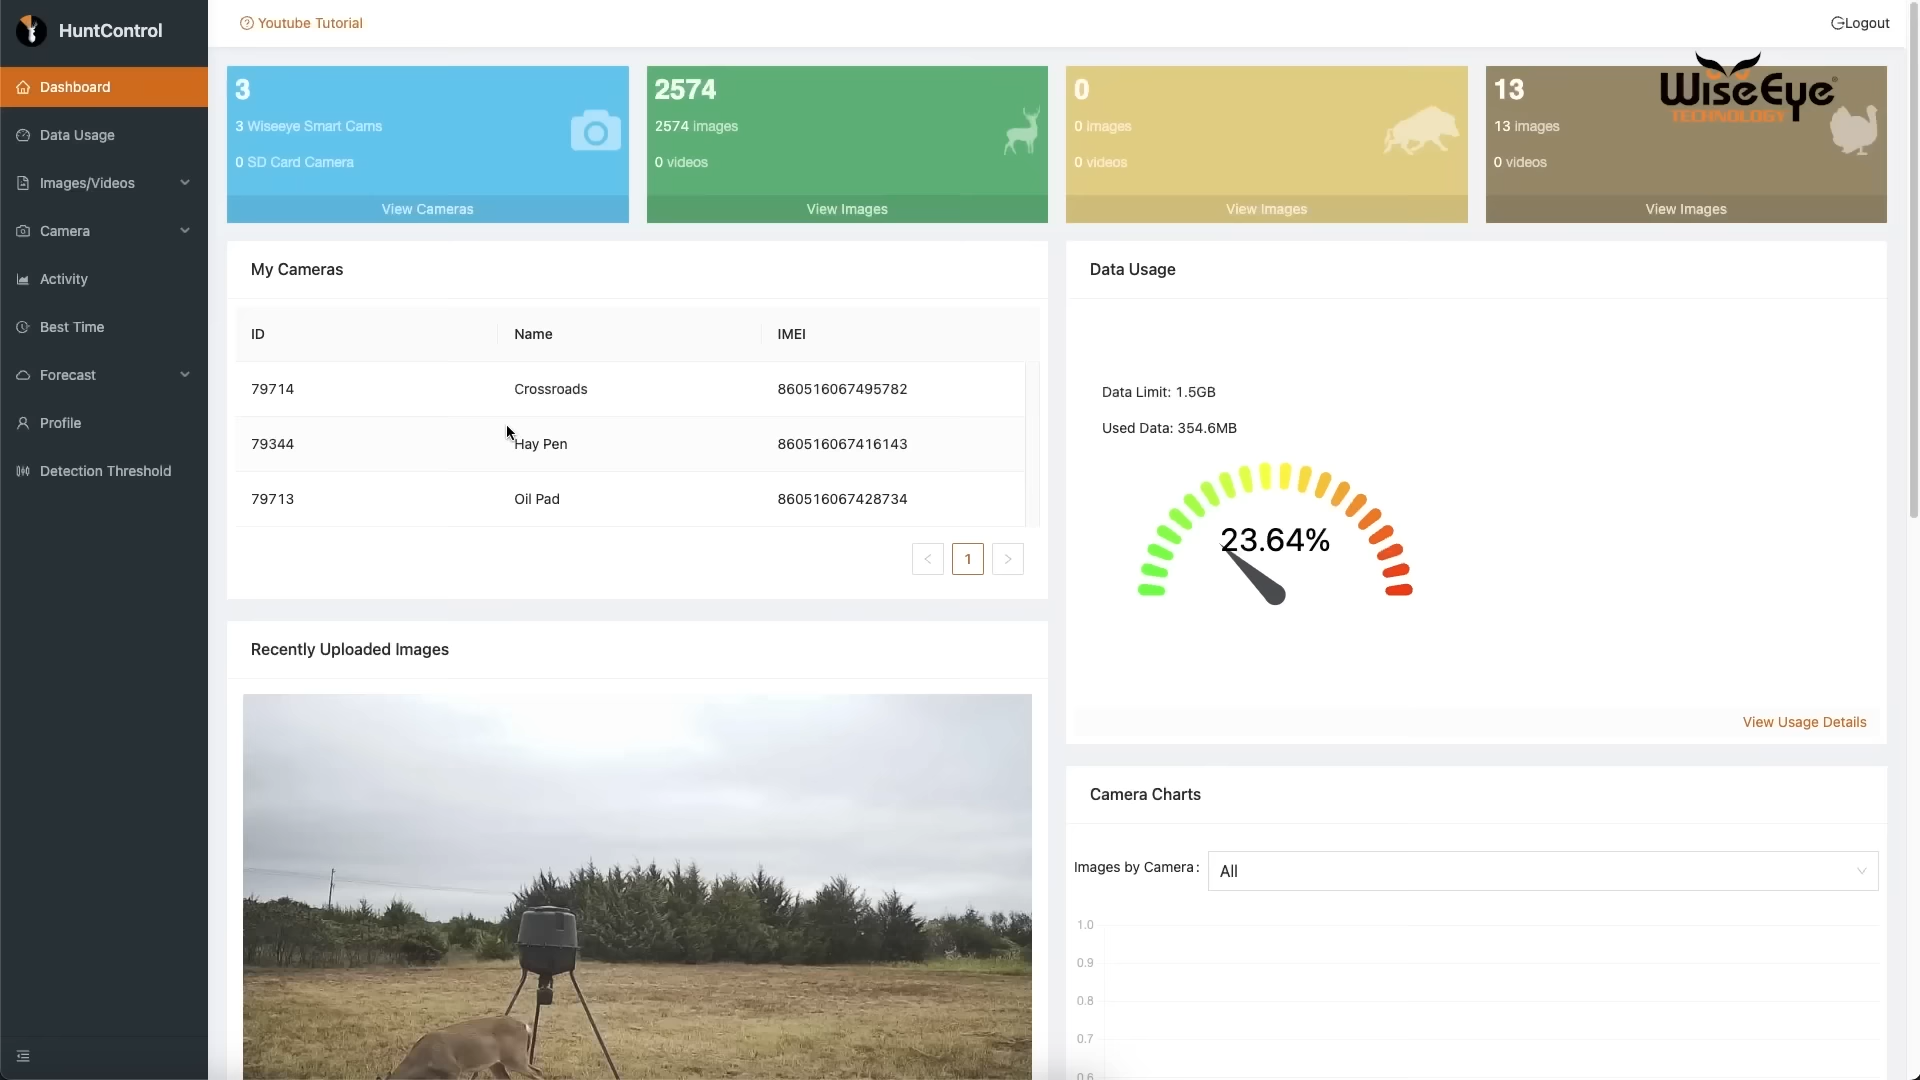 HuntControl
Youtube Tutorial
Logout
Dashboard
Data Usage
Images/Videos
Camera
Activity
Best Time
Forecast
Profile
Detection Threshold
3
3 Wiseeye Smart Cams
0 SD Card Camera
View Cameras
2574
2574 images
0 videos
View Images
0
0 images
0 videos
View Images
13
13 images
0 videos
View Images
WiseEye
TECHNOLOGY
My Cameras
ID Name IMEI
79714 Crossroads 860516067495782
79344 Hay Pen 860516067416143
79713 Oil Pad 860516067428734
< 1 >
Data Usage
Data Limit: 1.5GB
Used Data: 354.6MB
23.64%
View Usage Details
Recently Uploaded Images
Camera Charts
Images by Camera: All
1.0
0.9
0.8
0.7
0.6